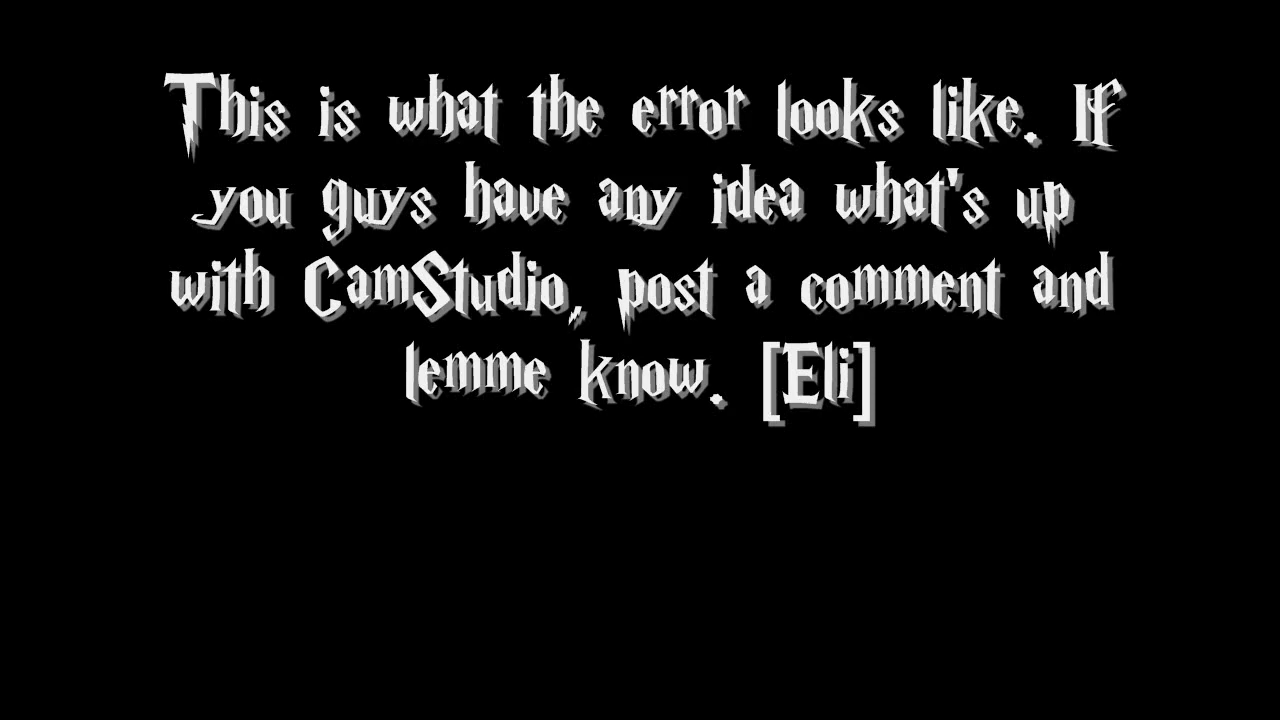 This is what the error looks like. If
you guys have any idea what's up
with CamStudio, post a comment and
lemme know. [Eli]